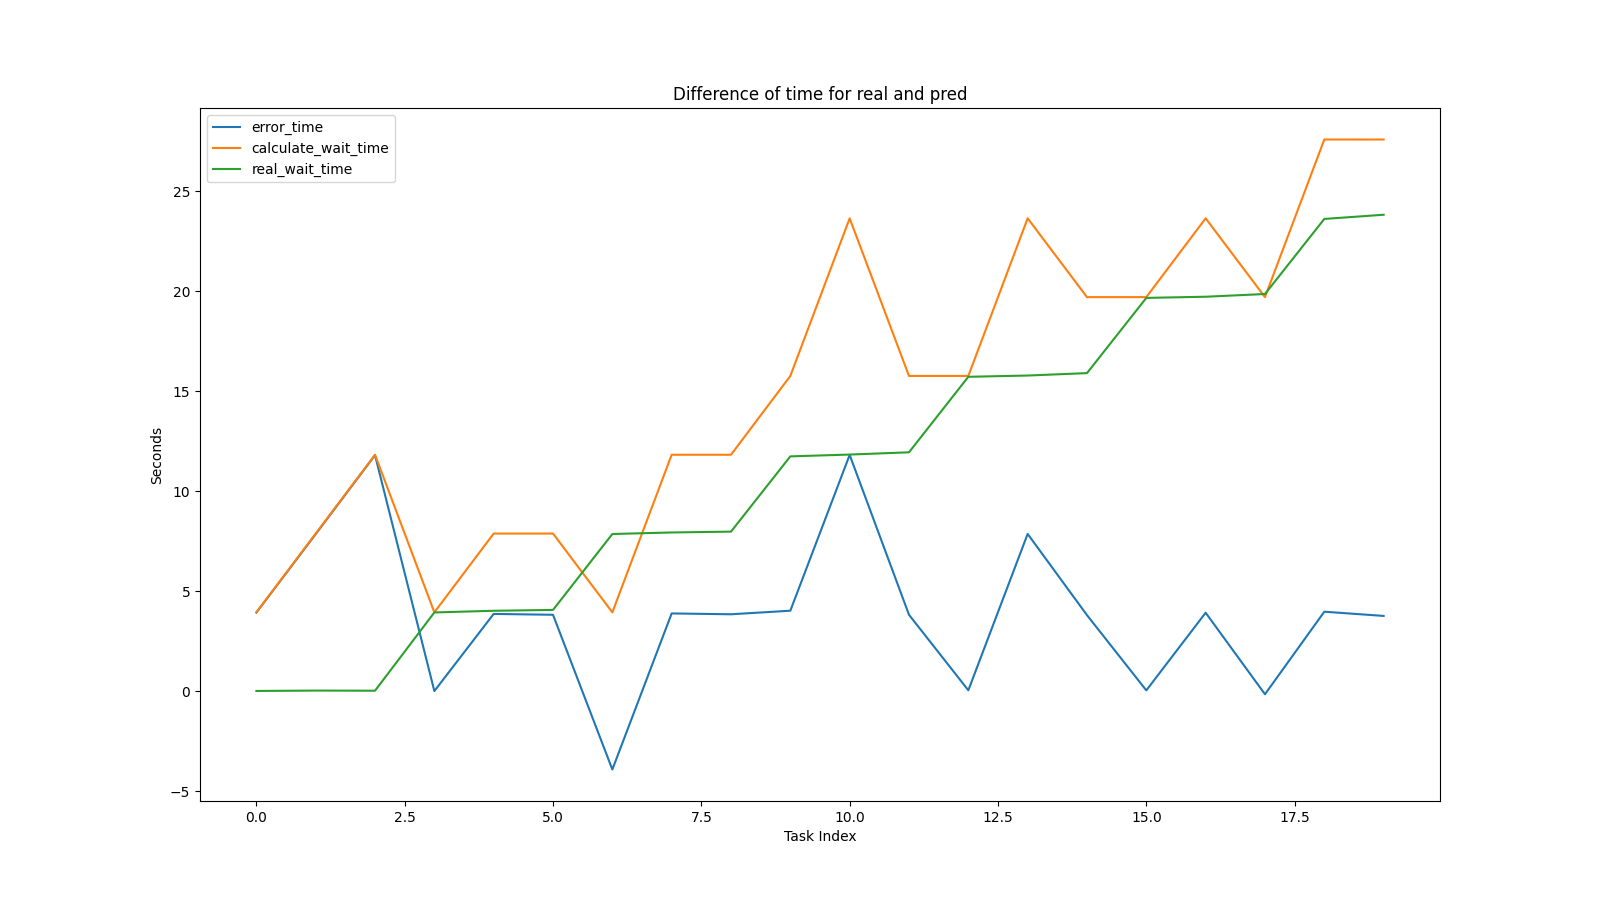 Difference of time for real and pred
error_time
calculate_wait_time
real_wait_time
25
20
15
10
5
0
−5
Seconds
0.0 2.5 5.0 7.5 10.0 12.5 15.0 17.5
Task Index